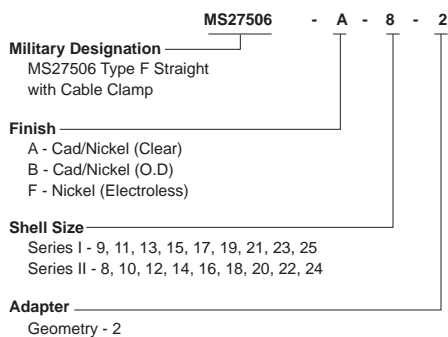 MS27506 - A - 8 - 2
Military Designation
MS27506 Type F Straight
with Cable Clamp
Finish
A - Cad/Nickel (Clear)
B - Cad/Nickel (O.D)
F - Nickel (Electroless)
Shell Size
Series I - 9, 11, 13, 15, 17, 19, 21, 23, 25
Series II - 8, 10, 12, 14, 16, 18, 20, 22, 24
Adapter
Geometry - 2